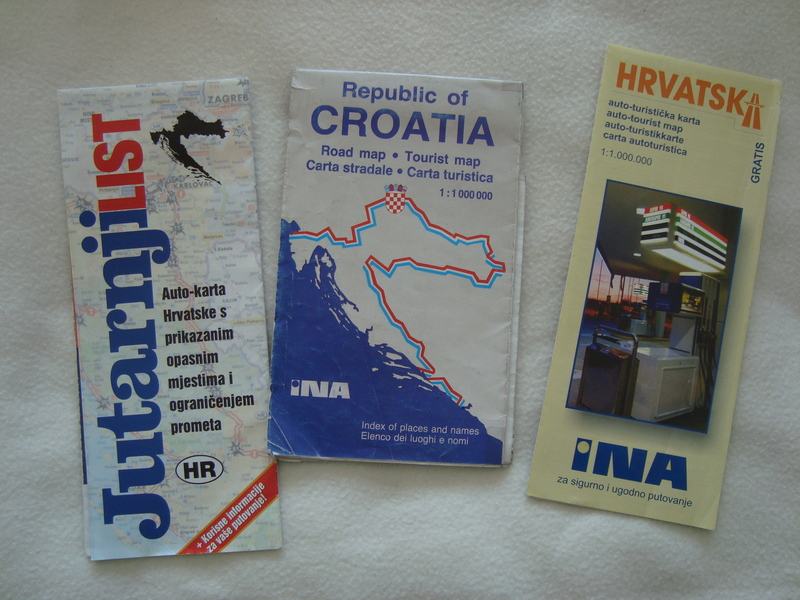 Jutarnji LIST
ZAGREB
KARLOVAC
Auto-karta
Hrvatske s
prikazanim
opasnim
mjestima i
ograničenjem
prometa
HR
+ Korisne informacije
za vaše putovanje!
Republic of
CROATIA
Road map • Tourist map
Carta stradale • Carta turistica
1:1 000 000
INA
Index of places and names
Elenco dei luoghi e nomi
HRVATSKA
auto-turistička karta
auto-tourist map
auto-turistikkarte
carta autoturistica
1:1.000.000
GRATIS
INA
za sigurno i ugodno putovanje